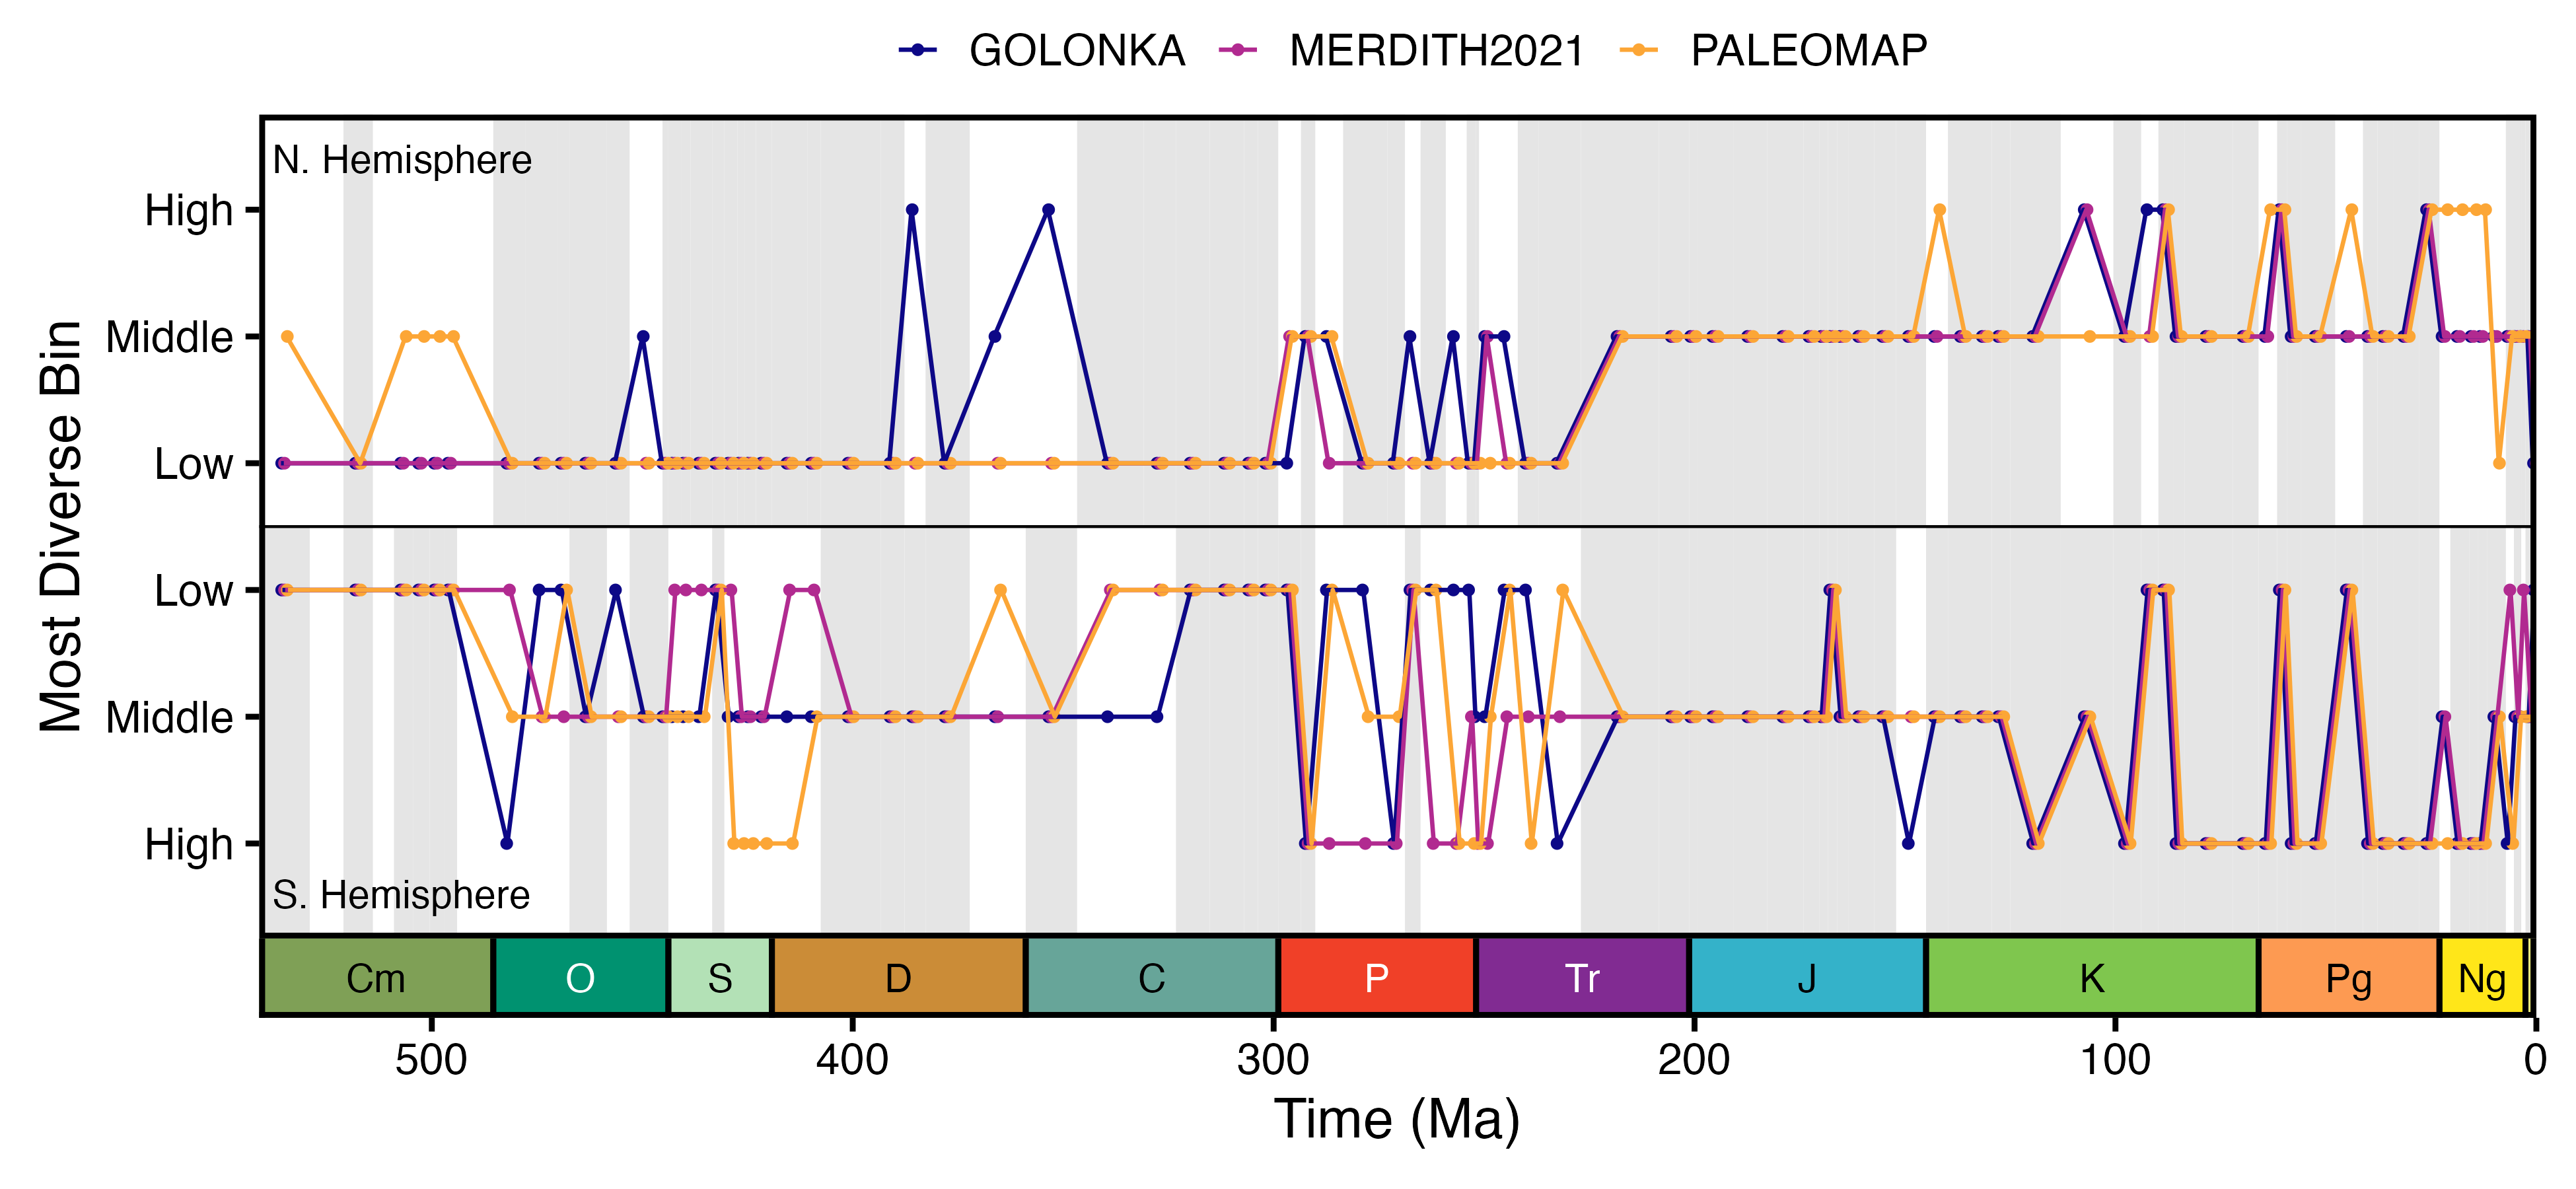 GOLONKA MERDITH2021 PALEOMAP
Most Diverse Bin
N. Hemisphere
High
Middle
Low
Low
Middle
High
S. Hemisphere
Cm O S D C P Tr J K Pg Ng
500 400 300 200 100 0
Time (Ma)